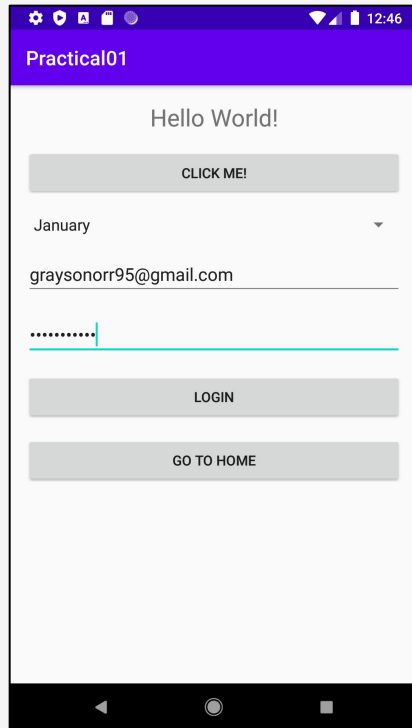 12:46
Practical01
Hello World!
CLICK ME!
January
graysonorr95@gmail.com
•••••••••••
LOGIN
GO TO HOME